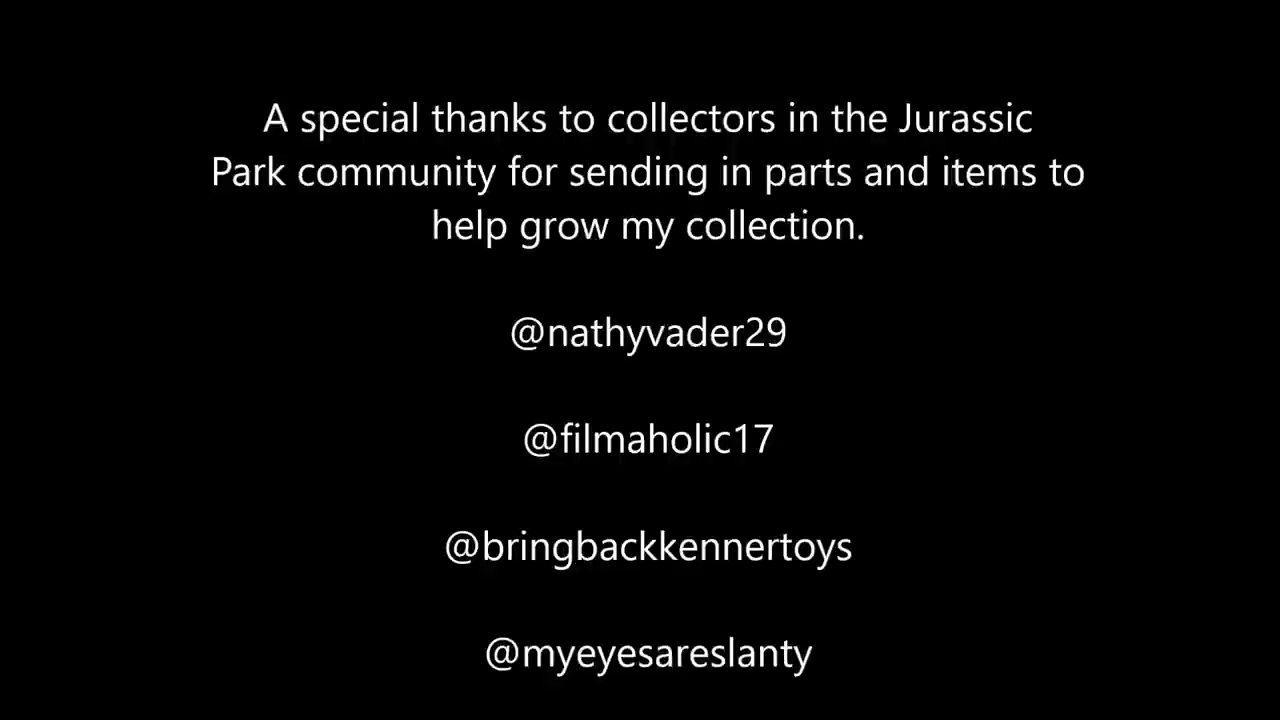 A special thanks to collectors in the Jurassic
Park community for sending in parts and items to
help grow my collection.
@nathyvader29
@filmaholic17
@bringbackkennertoys
@myeyesareslanty